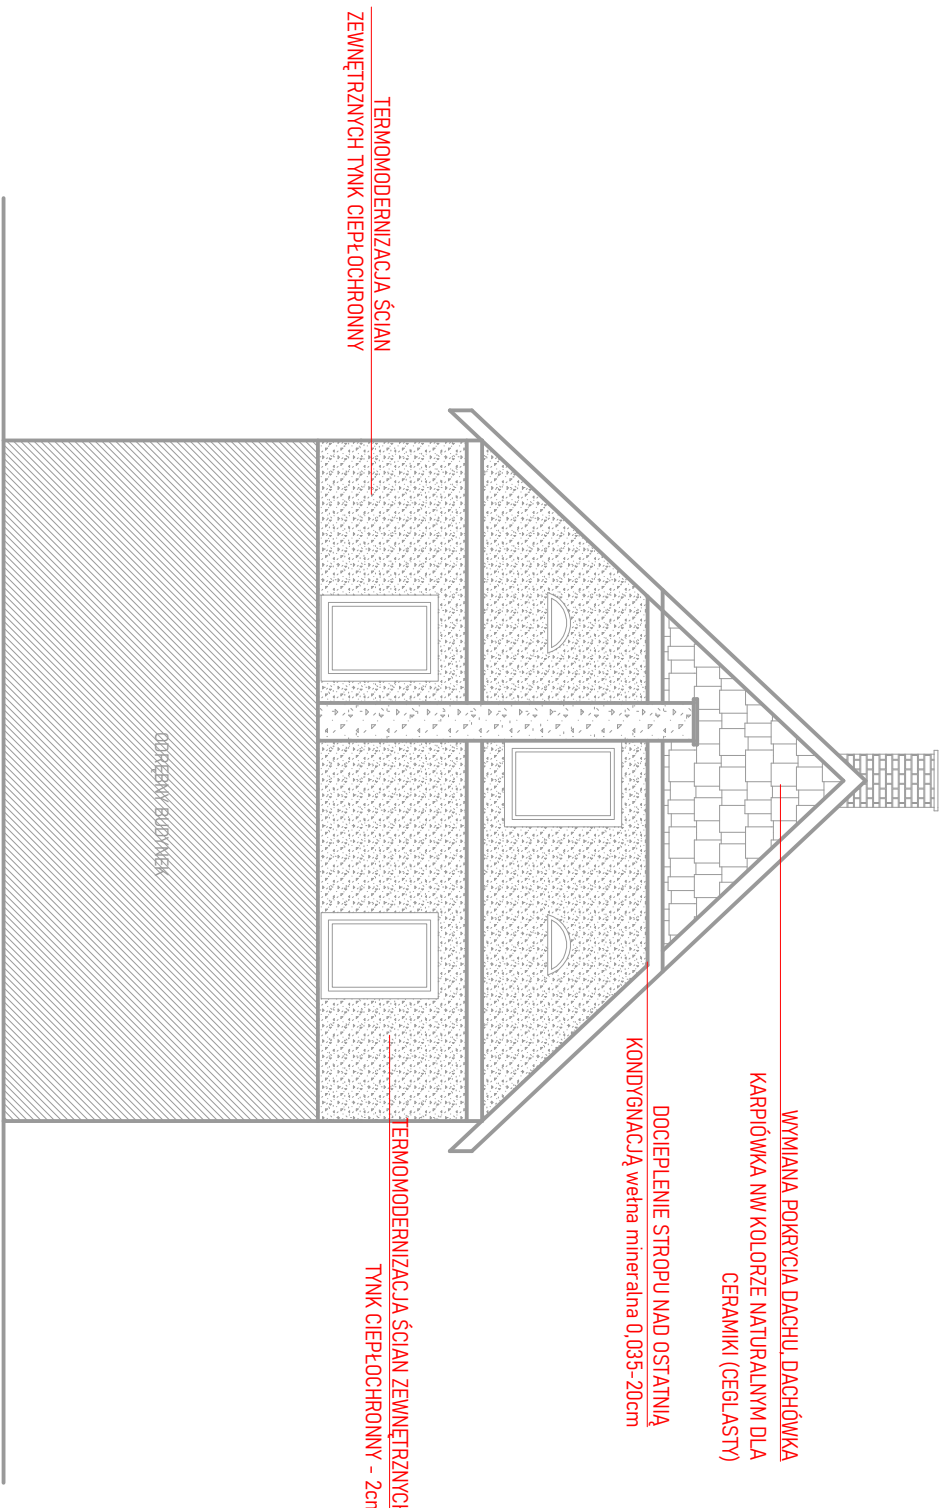 WYMIANA POKRYCIA DACHU, DACHÓWKA
KARPIÓWKA NW KOLORZE NATURALNYM DLA
CERAMIKI (CEGLASTY)
DOCIEPLENIE STROPU NAD OSTATNIĄ
KONDYGNACJĄ wełna mineralna 0,035-20cm
TERMOMODERNIZACJA ŚCIAN
ZEWNĘTRZNYCH TYNK CIEPŁOCHRONNY
TERMOMODERNIZACJA ŚCIAN ZEWNĘTRZNYCH
TYNK CIEPŁOCHRONNY - 2cm
ODRĘBNY BUDYNEK